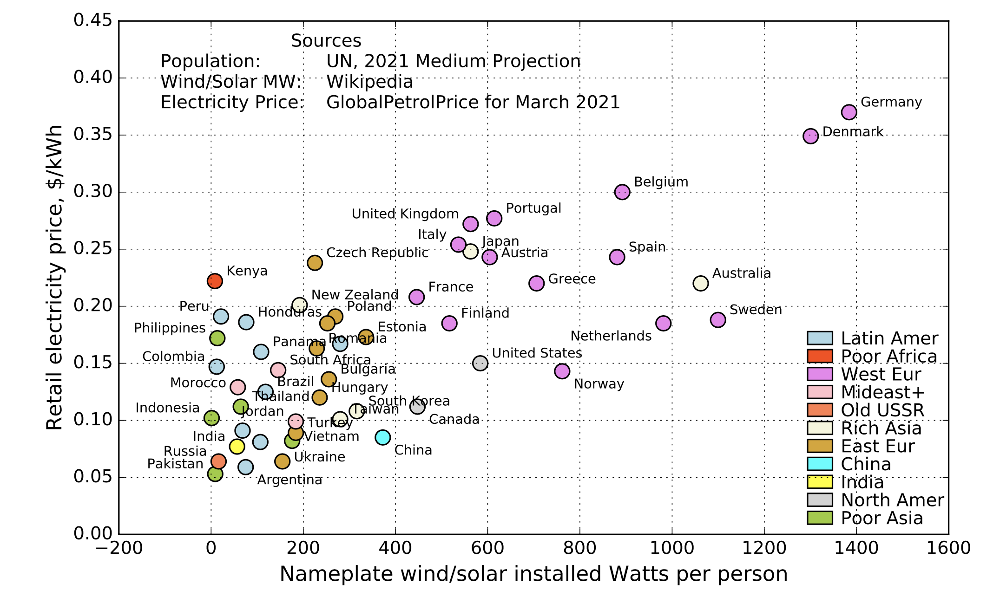 0.45
Sources
Population: UN, 2021 Medium Projection
0.40
Wind/Solar MW: Wikipedia
Electricity Price: GlobalPetrolPrice for March 2021
Germany
0.35
Denmark
0.30
Belgium
Portugal
United Kingdom
Italy
Japan
0.25
Czech Republic
Austria
Spain
Kenya
Australia
Greece
France
New Zealand
0.20
Peru
Poland
Honduras
Finland
Sweden
Philippines
Estonia
Netherlands
Romania
Panama
United States
Colombia
0.15
South Africa
Bulgaria
Morocco
Brazil
Norway
Hungary
Thailand
South Korea
Indonesia
Jordan
Taiwan
0.10
Turkey
Canada
India
Vietnam
Russia
China
Ukraine
Pakistan
0.05
Argentina
0.00
Latin Amer
Poor Africa
West Eur
Mideast+
Old USSR
Rich Asia
East Eur
China
India
North Amer
Poor Asia
−200 0 200 400 600 800 1000 1200 1400 1600
Nameplate wind/solar installed Watts per person
Retail electricity price, $/kWh